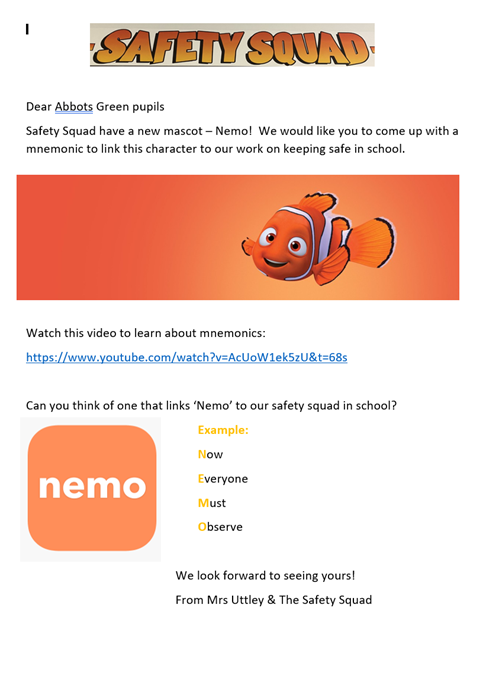 SAFETY SQUAD
Dear Abbots Green pupils
Safety Squad have a new mascot – Nemo!  We would like you to come up with a
mnemonic to link this character to our work on keeping safe in school.
Watch this video to learn about mnemonics:
https://www.youtube.com/watch?v=AcUoW1ek5zU&t=68s
Can you think of one that links ‘Nemo’ to our safety squad in school?
nemo
Example:
Now
Everyone
Must
Observe
We look forward to seeing yours!
From Mrs Uttley & The Safety Squad